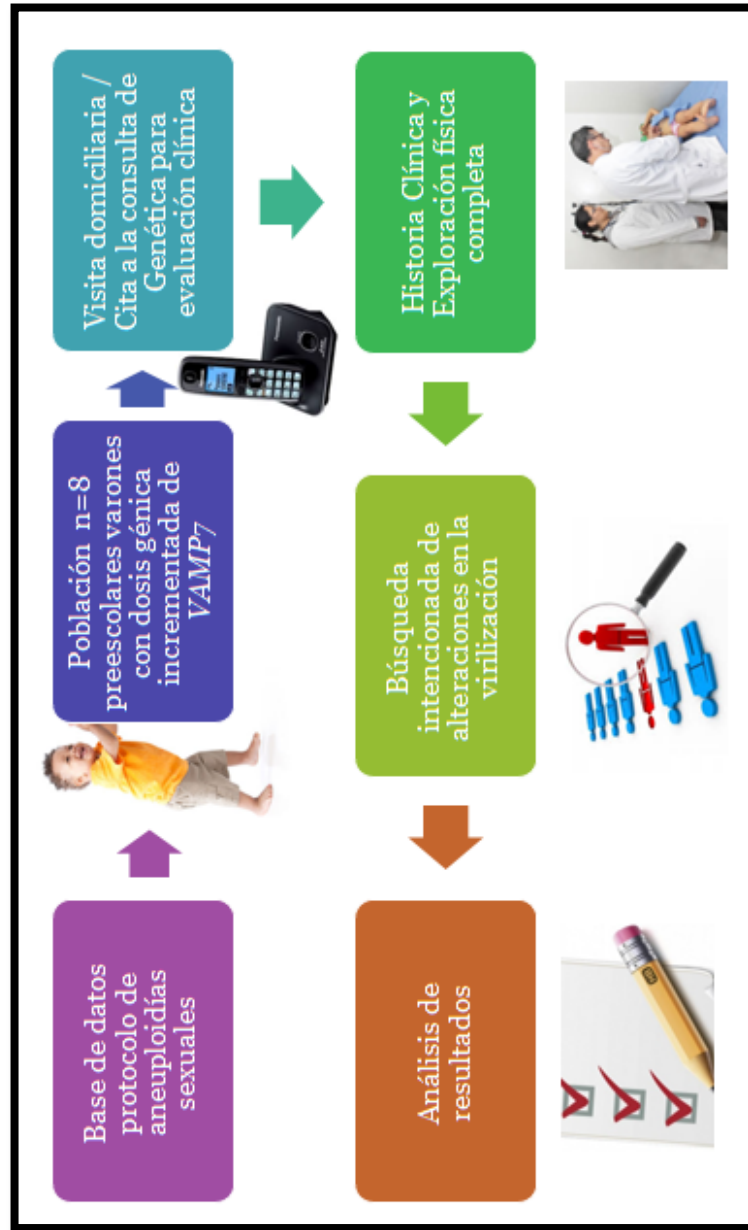 Base de datos
protocolo de
aneuploidías
sexuales
Población n=8
preescolares varones
con dosis génica
incrementada de
VAMP7
Visita domiciliaria /
Cita a la consulta de
Genética para
evaluación clínica
Historia Clínica y
Exploración física
completa
Búsqueda
intencionada de
alteraciones en la
virilización
Análisis de
resultados